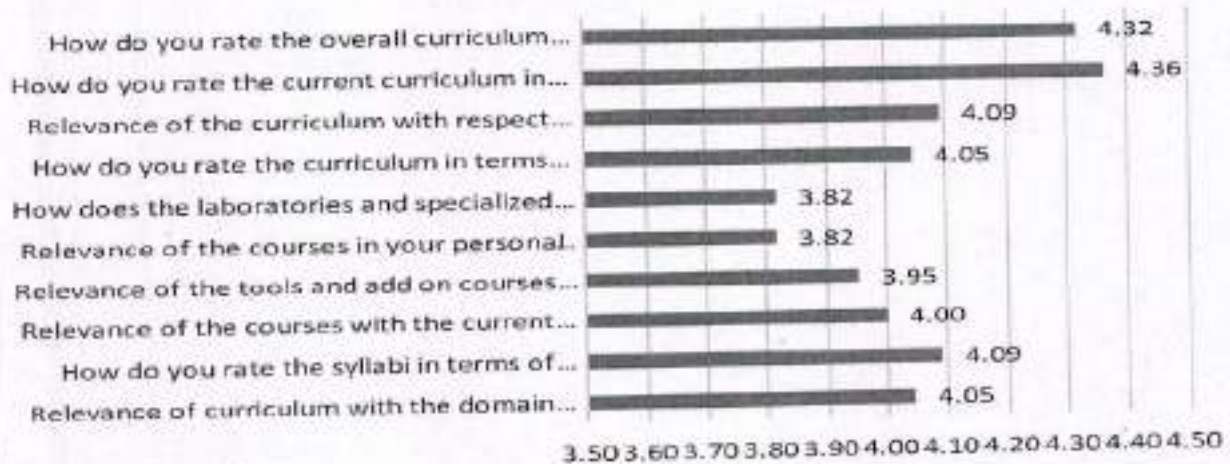 How do you rate the overall curriculum... 4.32
How do you rate the current curriculum in... 4.36
Relevance of the curriculum with respect... 4.09
How do you rate the curriculum in terms... 4.05
How does the laboratories and specialized... 3.82
Relevance of the courses in your personal.. 3.82
Relevance of the tools and add on courses... 3.95
Relevance of the courses with the current... 4.00
How do you rate the syllabi in terms of... 4.09
Relevance of curriculum with the domain... 4.05
3.50 3.60 3.70 3.80 3.90 4.00 4.10 4.20 4.30 4.40 4.50